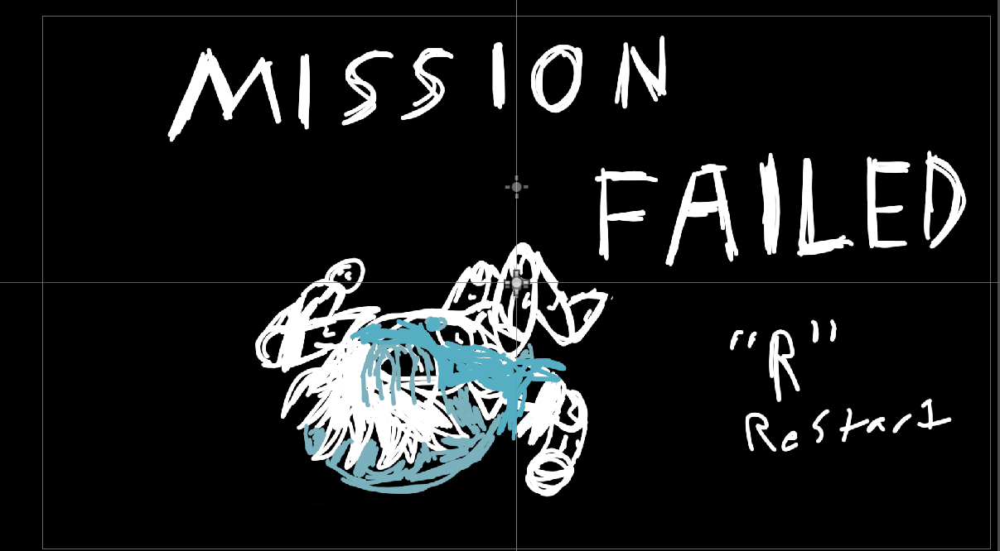 MISSION
FAILED
"R"
Restart